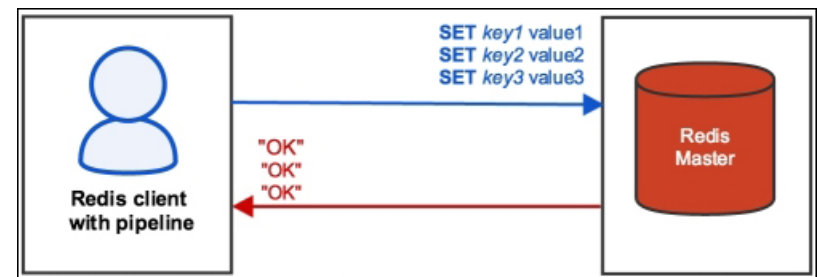 SET key1 value1
SET key2 value2
SET key3 value3
"OK"
"OK"
"OK"
Redis client
with pipeline
Redis
Master